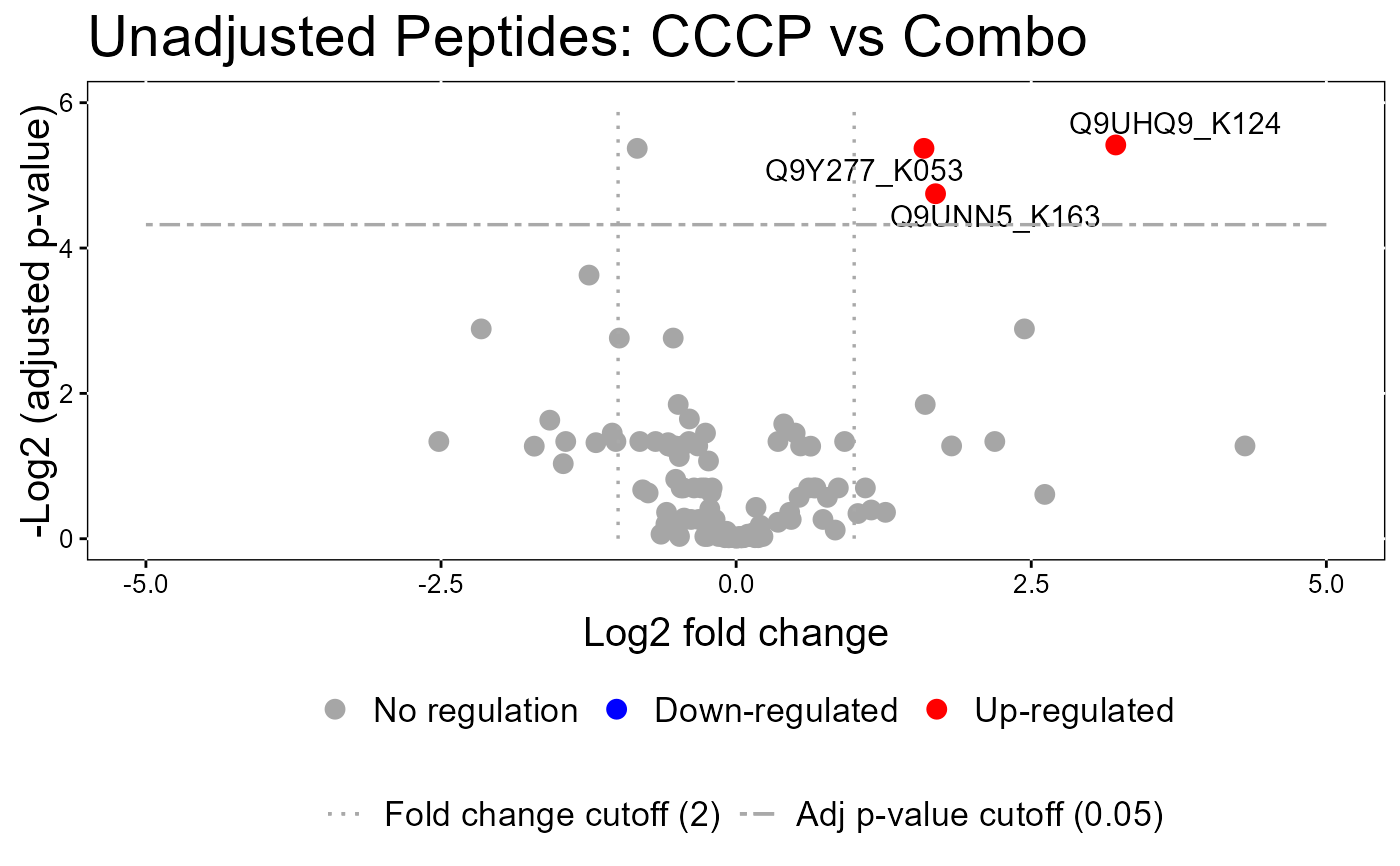 Unadjusted Peptides: CCCP vs Combo
-Log2 (adjusted p-value)
6
4
2
0
Q9UHQ9_K124
Q9Y277_K053
Q9UNN5_K163
-5.0 -2.5 0.0 2.5 5.0
Log2 fold change
No regulation Down-regulated Up-regulated
Fold change cutoff (2) Adj p-value cutoff (0.05)